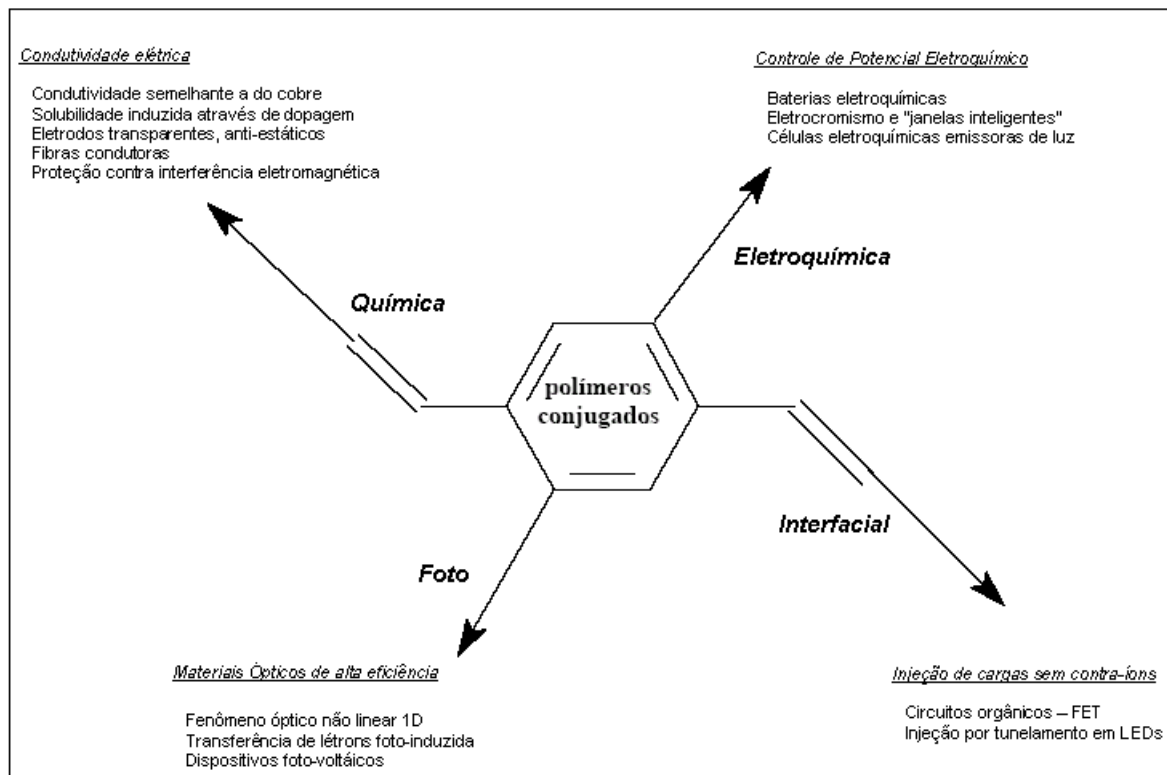 Condutividade elétrica
Condutividade semelhante a do cobre
Solubilidade induzida através de dopagem
Eletrodos transparentes, anti-estáticos
Fibras condutoras
Proteção contra interferência eletromagnética
Controle de Potencial Eletroquímico
Baterias eletroquímicas
Eletrocromismo e "janelas inteligentes"
Células eletroquímicas emissoras de luz
Química
Eletroquímica
polímeros
conjugados
Foto
Interfacial
Materiais Ópticos de alta eficiência
Fenômeno óptico não linear 1D
Transferência de létrons foto-induzida
Dispositivos foto-voltáicos
Injeção de cargas sem contra-íons
Circuitos orgânicos – FET
Injeção por tunelamento em LEDs